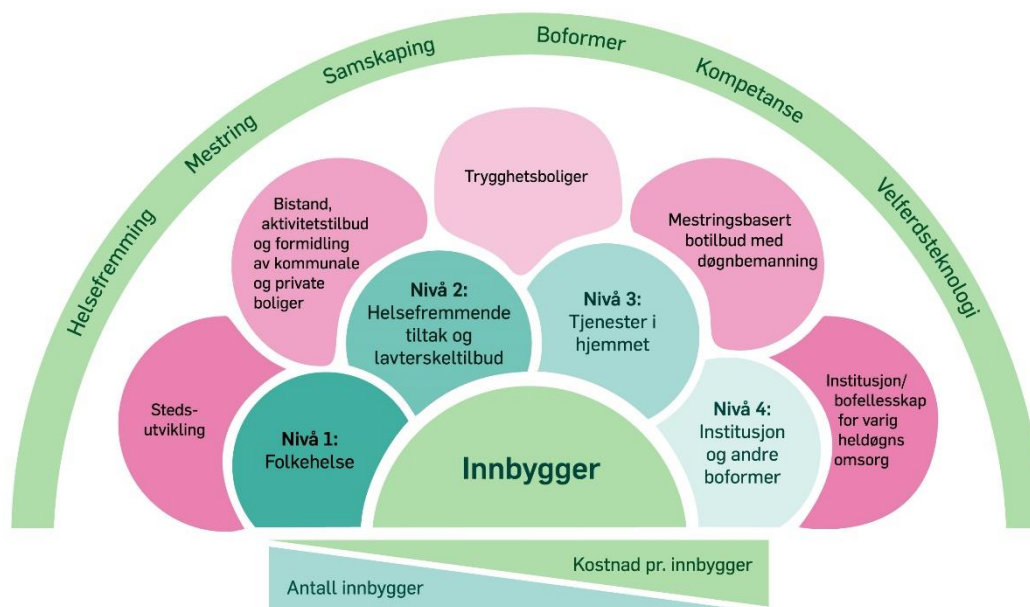 Helsefremming
Mestring
Samskaping
Boformer
Kompetanse
Velferdsteknologi
Steds-
utvikling
Bistand,
aktivitetstilbud
og formidling
av kommunale
og private
boliger
Trygghetsboliger
Mestringsbasert
botilbud med
døgnbemanning
Institusjon/
bofellesskap
for varig
heldøgns
omsorg
Nivå 1:
Folkehelse
Nivå 2:
Helsefremmende
tiltak og
lavterskeltilbud
Nivå 3:
Tjenester i
hjemmet
Nivå 4:
Institusjon
og andre
boformer
Innbygger
Kostnad pr. innbygger
Antall innbygger